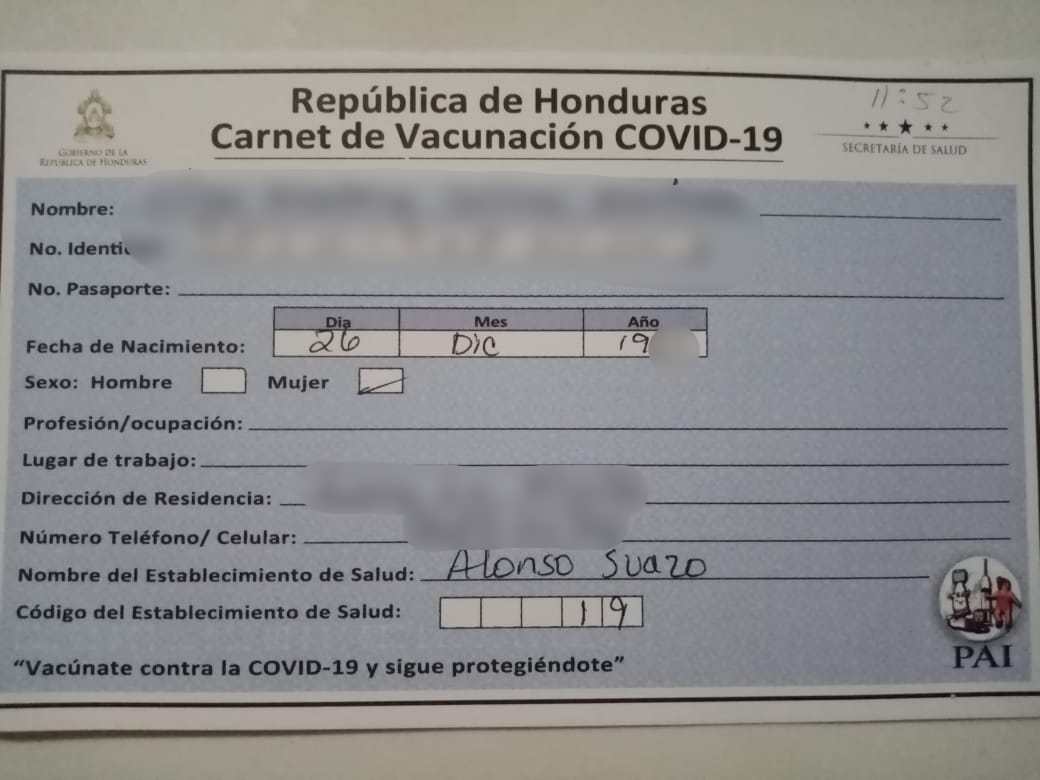 República de Honduras
Carnet de Vacunación COVID-19
GOBIERNO DE LA
REPÚBLICA DE HONDURAS
11:52
SECRETARÍA DE SALUD
Nombre:
No.
No. Pasaporte:
Dia Mes Año
Fecha de Nacimiento: 26 Dic 19
Sexo: Hombre Mujer
Profesión/ocupación:
Lugar de trabajo:
Dirección de Residencia:
Número Teléfono/ Celular:
Nombre del Establecimiento de Salud: Alonso Suazo
Código del Establecimiento de Salud: 19
“Vacúnate contra la COVID-19 y sigue protegiéndote”
PAI